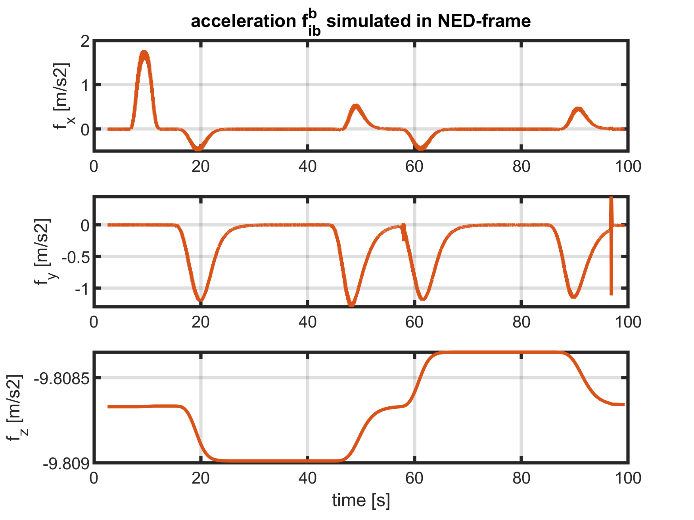 acceleration f_ib^b simulated in NED-frame
2
1
0
f_x [m/s2]
0 20 40 60 80 100
0
-0.5
-1
f_y [m/s2]
0 20 40 60 80 100
-9.8085
-9.809
f_z [m/s2]
0 20 40 60 80 100
time [s]